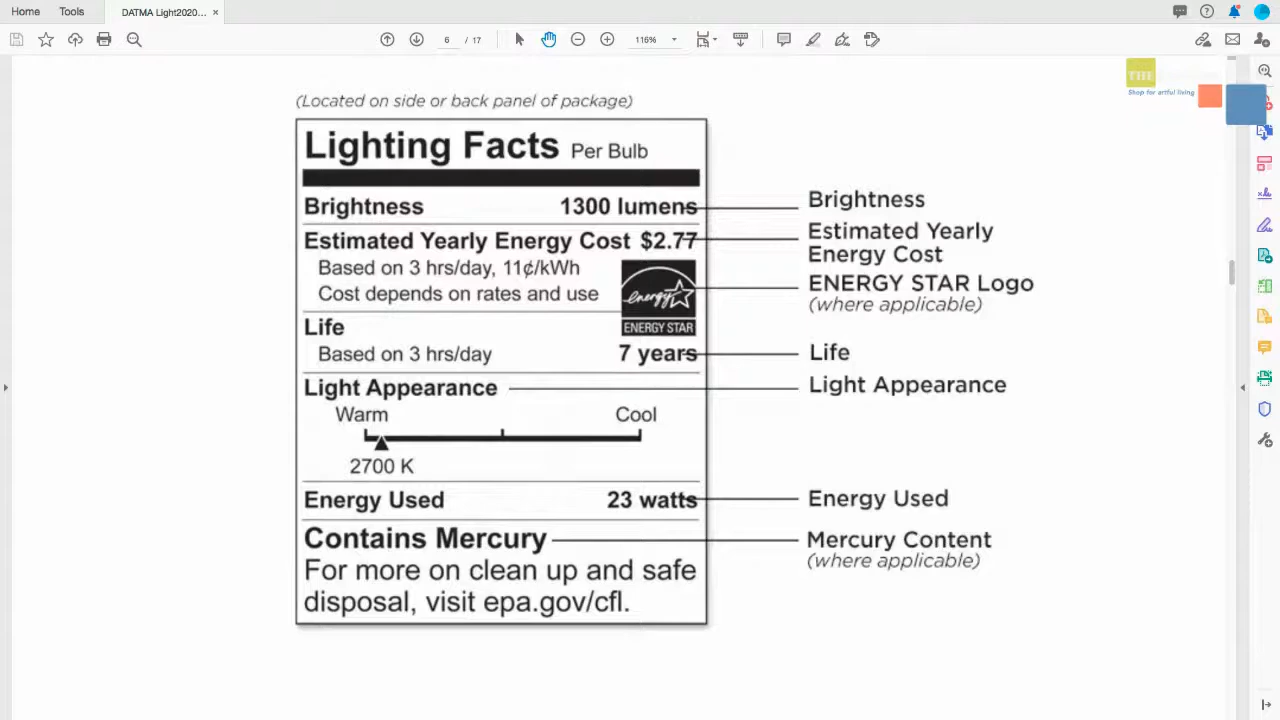 Home Tools DATMA Light2020... ×
6 / 17 116%
Shop for artful living
(Located on side or back panel of package)
Lighting Facts Per Bulb
Brightness 1300 lumens
Estimated Yearly Energy Cost $2.77
Based on 3 hrs/day, 11¢/kWh
Cost depends on rates and use
energy
ENERGY STAR
Life
Based on 3 hrs/day 7 years
Light Appearance
Warm Cool
2700 K
Energy Used 23 watts
Contains Mercury
For more on clean up and safe
disposal, visit epa.gov/cfl.
Brightness
Estimated Yearly
Energy Cost
ENERGY STAR Logo
(where applicable)
Life
Light Appearance
Energy Used
Mercury Content
(where applicable)